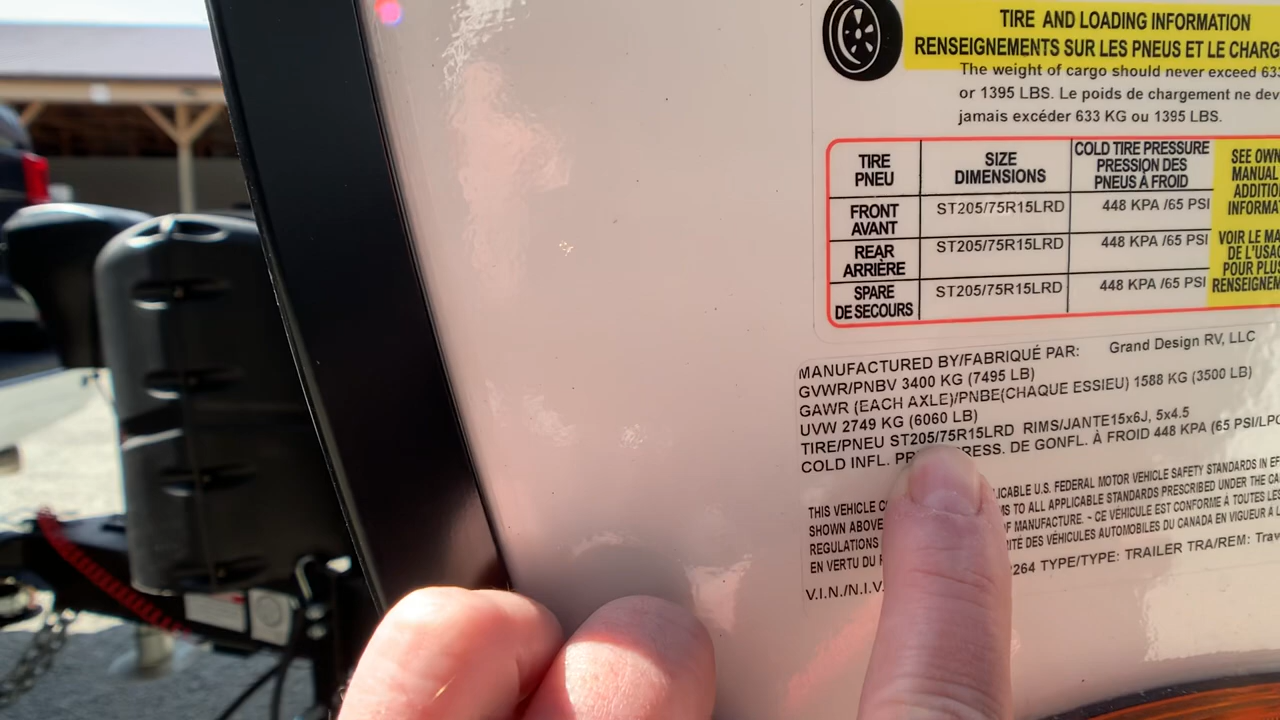 TIRE AND LOADING INFORMATION
RENSEIGNEMENTS SUR LES PNEUS ET LE CHARG
The weight of cargo should never exceed 633
or 1395 LBS. Le poids de chargement ne dev
jamais excéder 633 KG ou 1395 LBS.
TIRE PNEU SIZE DIMENSIONS COLD TIRE PRESSURE PRESSION DES PNEUS À FROID
FRONT AVANT ST205/75R15LRD 448 KPA /65 PSI
REAR ARRIÈRE ST205/75R15LRD 448 KPA /65 PSI
SPARE DE SECOURS ST205/75R15LRD 448 KPA /65 PSI
SEE OWN
MANUAL
ADDITIO
INFORMAT
VOIR LE MA
DE L'USAG
POUR PLUS
RENSEIGNEM
MANUFACTURED BY/FABRIQUÉ PAR: Grand Design RV, LLC
GVWR/PNBV 3400 KG (7495 LB)
GAWR (EACH AXLE)/PNBE(CHAQUE ESSIEU) 1588 KG (3500 LB)
UVW 2749 KG (6060 LB)
TIRE/PNEU ST205/75R15LRD RIMS/JANTE15x6J, 5x4.5
COLD INFL. PR RESS. DE GONFL. À FROID 448 KPA (65 PSI/LPC
THIS VEHICLE C LICABLE U.S. FEDERAL MOTOR VEHICLE SAFETY STANDARDS IN EF
SHOWN ABOVE MS TO ALL APPLICABLE STANDARDS PRESCRIBED UNDER THE CA
REGULATIONS OF MANUFACTURE. - CE VÉHICULE EST CONFORME À TOUTES LES
EN VERTU DU R MITÉ DES VÉHICULES AUTOMOBILES DU CANADA EN VIGUEUR À L
V.I.N./N.I.V. 264 TYPE/TYPE: TRAILER TRA/REM: Trav